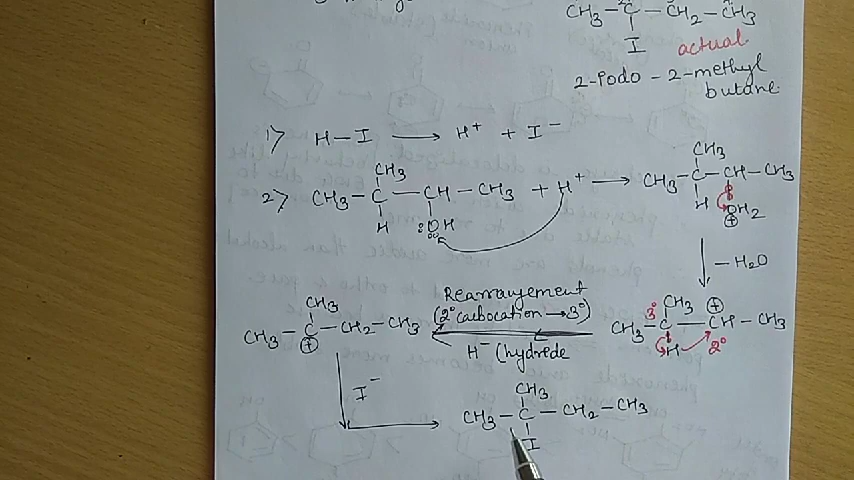 CH3 - C - CH2 - CH3
I
actual
2-iodo - 2-methyl
butane
1> H - I → H+ + I-
CH3
2> CH3 - C - CH - CH3 + H+ →
H :OH
CH3
CH3 - C - CH - CH3
H OH2
⊕
- H2O
CH3 ⊕
3° CH3 - C - CH - CH3
H 2°
Rearrangement
(2° carbocation → 3°)
H- (hydride
CH3
CH3 - C - CH2 - CH3
⊕
I-
CH3
CH3 - C - CH2 - CH3
I